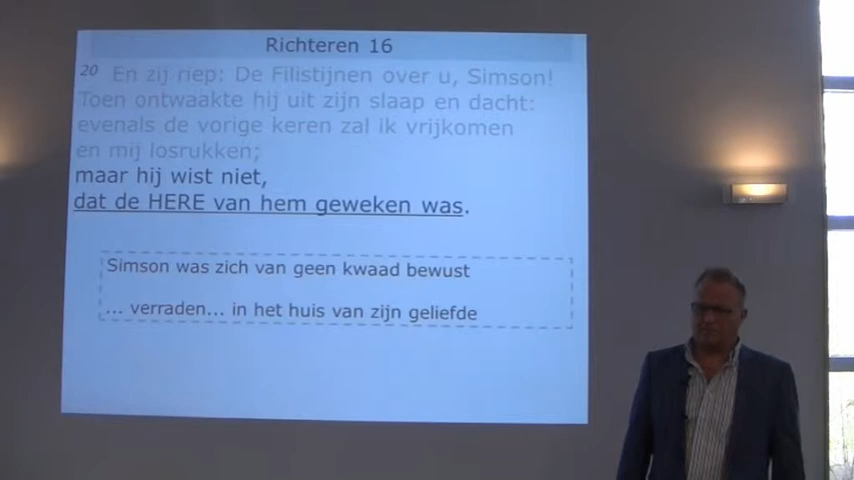 Richteren 16
20 En zij riep: De Filistijnen over u, Simson!
Toen ontwaakte hij uit zijn slaap en dacht:
evenals de vorige keren zal ik vrijkomen
en mij losrukken;
maar hij wist niet,
dat de HERE van hem geweken was.
Simson was zich van geen kwaad bewust
... verraden... in het huis van zijn geliefde